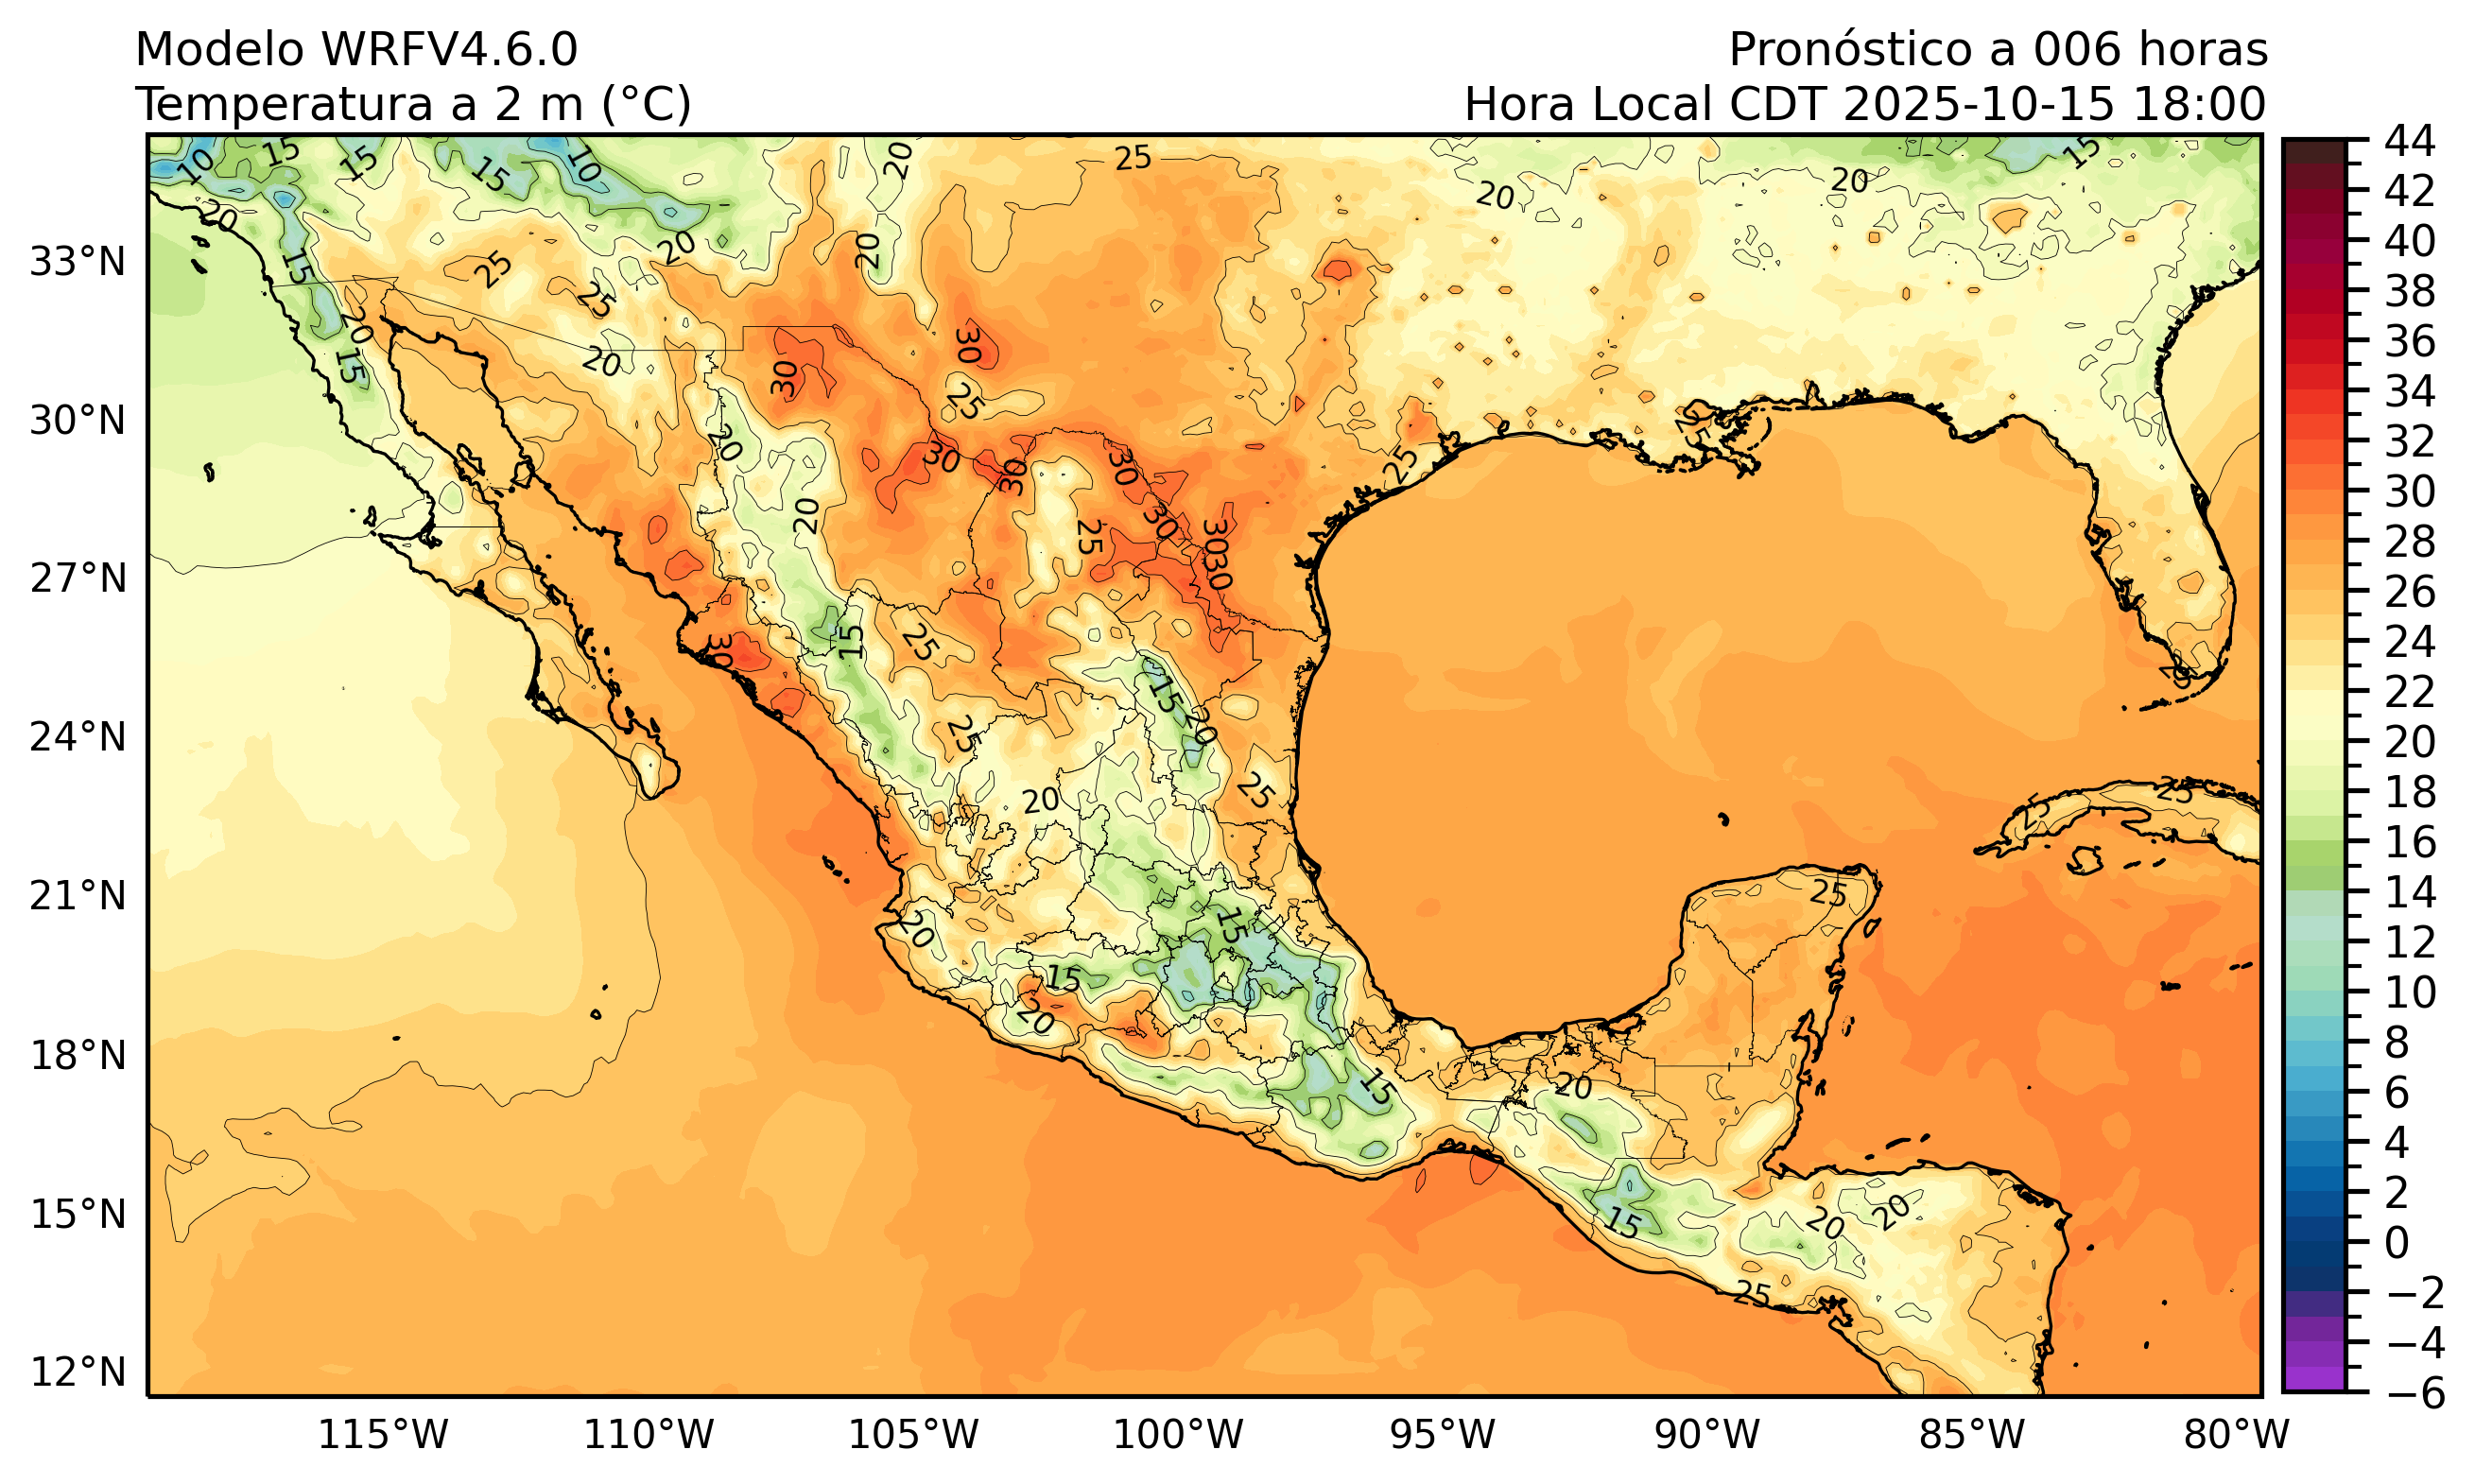 Modelo WRFV4.6.0
Pronóstico a 006 horas
Temperatura a 2 m (°C)
Hora Local CDT 2025-10-15 18:00
10 15 15 15 10 20 25 20 20 15
20 15 25 25 20 20
20 15 20 30 30 25
20 30 30 30 25 25
20 25 30 30 30
30 15 25 15 20 25
25 20 25 25 25
20 15 25
15 20
20 15
15 20 20
25
33°N
30°N
27°N
24°N
21°N
18°N
15°N
12°N
115°W 110°W 105°W 100°W 95°W 90°W 85°W 80°W
44
42
40
38
36
34
32
30
28
26
24
22
20
18
16
14
12
10
8
6
4
2
0
−2
−4
−6